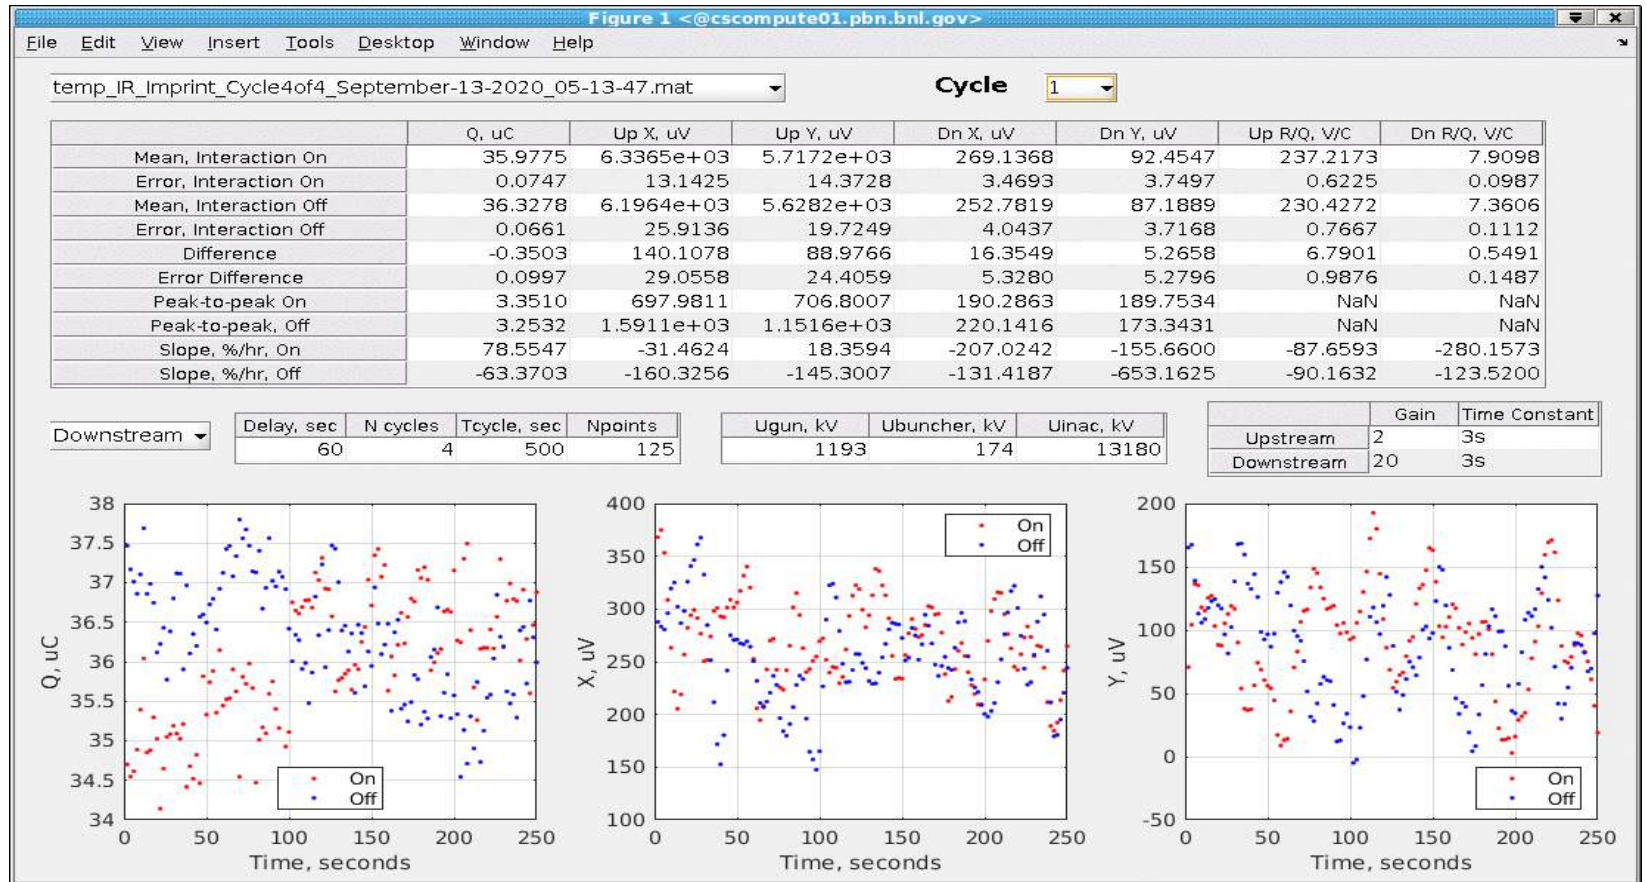 Figure 1 <@cscompute01.pbn.bnl.gov>
File Edit View Insert Tools Desktop Window Help
temp_IR_Imprint_Cycle4of4_September-13-2020_05-13-47.mat Cycle 1
Q, uC Up X, uV Up Y, uV Dn X, uV Dn Y, uV Up R/Q, V/C Dn R/Q, V/C
Mean, Interaction On 35.9775 6.3365e+03 5.7172e+03 269.1368 92.4547 237.2173 7.9098
Error, Interaction On 0.0747 13.1425 14.3728 3.4693 3.7497 0.6225 0.0987
Mean, Interaction Off 36.3278 6.1964e+03 5.6282e+03 252.7819 87.1889 230.4272 7.3606
Error, Interaction Off 0.0661 25.9136 19.7249 4.0437 3.7168 0.7667 0.1112
Difference -0.3503 140.1078 88.9766 16.3549 5.2658 6.7901 0.5491
Error Difference 0.0997 29.0558 24.4059 5.3280 5.2796 0.9876 0.1487
Peak-to-peak On 3.3510 697.9811 706.8007 190.2863 189.7534 NaN NaN
Peak-to-peak, Off 3.2532 1.5911e+03 1.1516e+03 220.1416 173.3431 NaN NaN
Slope, %/hr, On 78.5547 -31.4624 18.3594 -207.0242 -155.6600 -87.6593 -280.1573
Slope, %/hr, Off -63.3703 -160.3256 -145.3007 -131.4187 -653.1625 -90.1632 -123.5200
Downstream
Delay, sec N cycles Tcycle, sec Npoints
60 4 500 125
Ugun, kV Ubuncher, kV Uinac, kV
1193 174 13180
Gain Time Constant
Upstream 2 3s
Downstream 20 3s
38
37.5
37
36.5
36
35.5
35
34.5
34
Q, uC
On
Off
0 50 100 150 200 250
Time, seconds
400
350
300
250
200
150
100
X, uV
On
Off
0 50 100 150 200 250
Time, seconds
200
150
100
50
0
-50
Y, uV
On
Off
0 50 100 150 200 250
Time, seconds